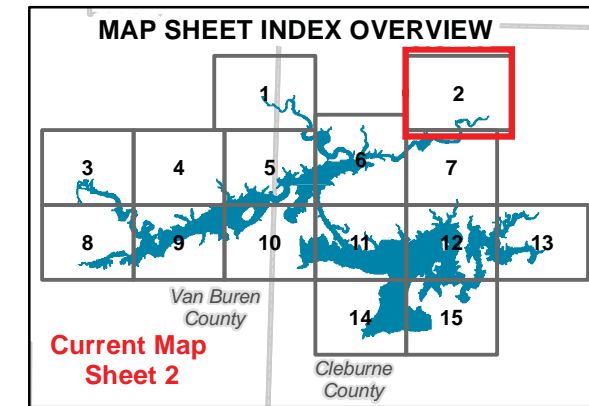 MAP SHEET INDEX OVERVIEW
1
2
3
4
5
6
7
8
9
10
11
12
13
Van Buren
County
14
15
Current Map
Sheet 2
Cleburne
County